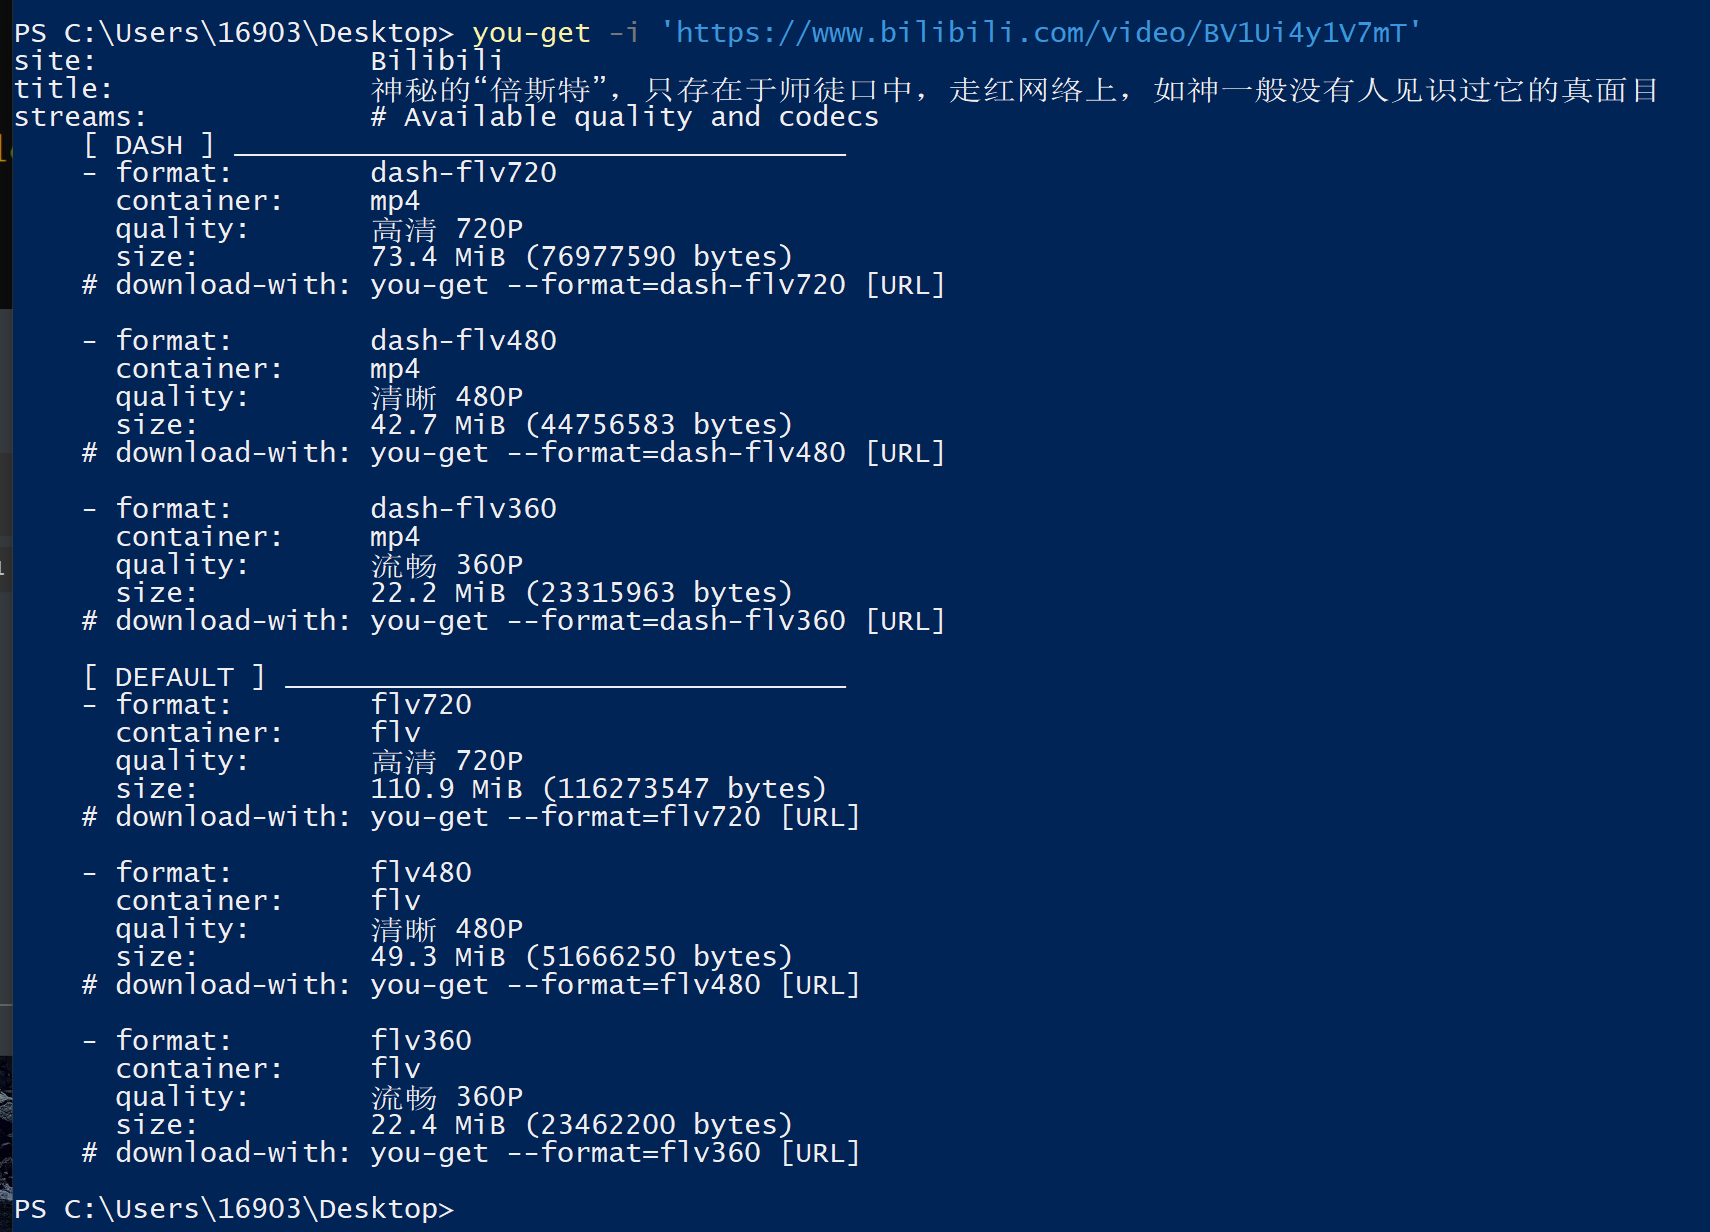 PS C:\Users\16903\Desktop> you-get -i 'https://www.bilibili.com/video/BV1Ui4y1V7mT'
site:                Bilibili
title:               神秘的“倍斯特”，只存在于师徒口中，走红网络上，如神一般没有人见识过它的真面目
streams:             # Available quality and codecs
    [ DASH ] ____________________________________
    - format:        dash-flv720
      container:     mp4
      quality:       高清 720P
      size:          73.4 MiB (76977590 bytes)
    # download-with: you-get --format=dash-flv720 [URL]

    - format:        dash-flv480
      container:     mp4
      quality:       清晰 480P
      size:          42.7 MiB (44756583 bytes)
    # download-with: you-get --format=dash-flv480 [URL]

    - format:        dash-flv360
      container:     mp4
      quality:       流畅 360P
      size:          22.2 MiB (23315963 bytes)
    # download-with: you-get --format=dash-flv360 [URL]

    [ DEFAULT ] _________________________________
    - format:        flv720
      container:     flv
      quality:       高清 720P
      size:          110.9 MiB (116273547 bytes)
    # download-with: you-get --format=flv720 [URL]

    - format:        flv480
      container:     flv
      quality:       清晰 480P
      size:          49.3 MiB (51666250 bytes)
    # download-with: you-get --format=flv480 [URL]

    - format:        flv360
      container:     flv
      quality:       流畅 360P
      size:          22.4 MiB (23462200 bytes)
    # download-with: you-get --format=flv360 [URL]

PS C:\Users\16903\Desktop>